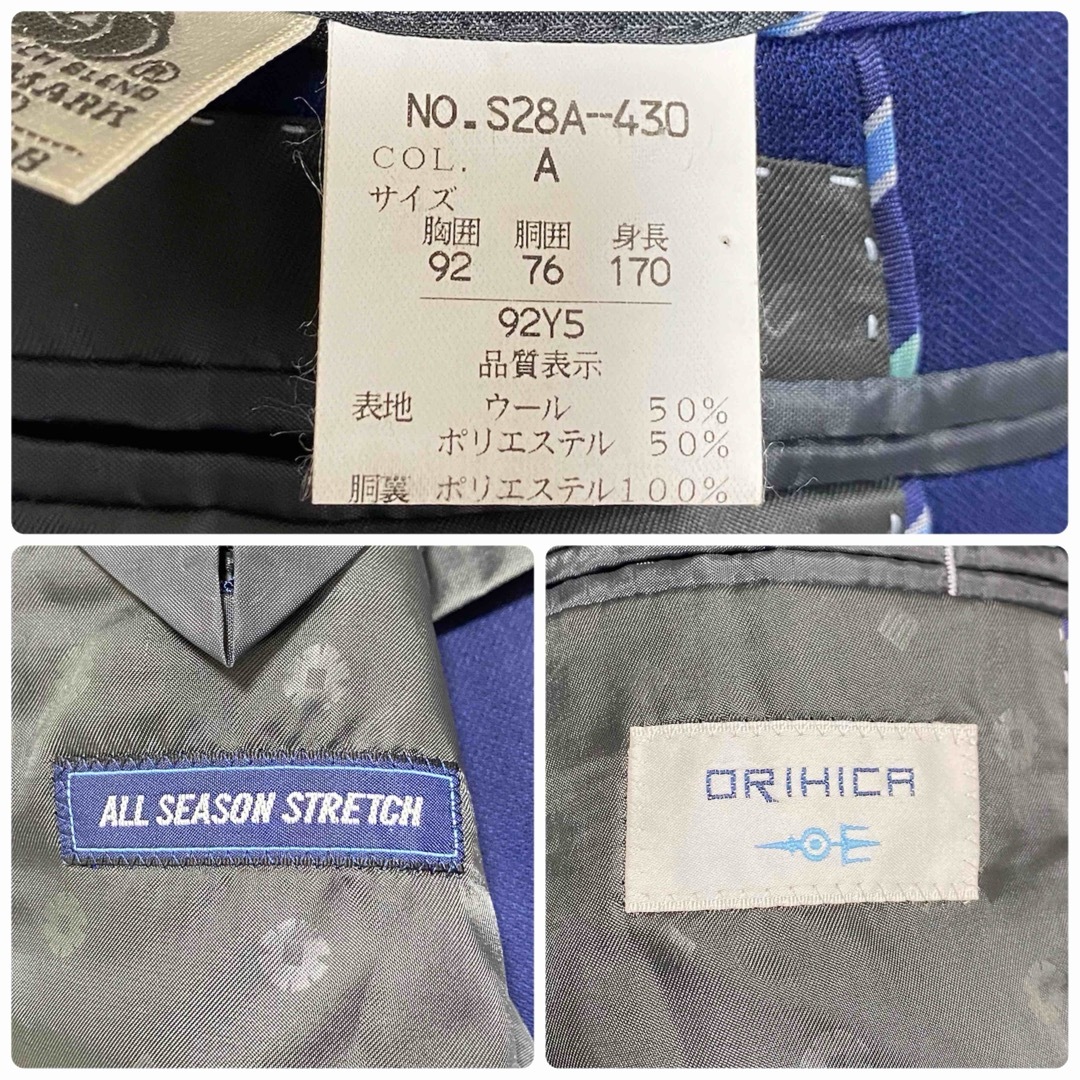 BLEND
MARK
NO.S28A-430
COL. A
サイズ
胸囲 胴囲 身長
92 76 170
92Y5
品質表示
表地 ウール 50%
ポリエステル 50%
胴裏 ポリエステル100%
ALL SEASON STRETCH
ORIHICA